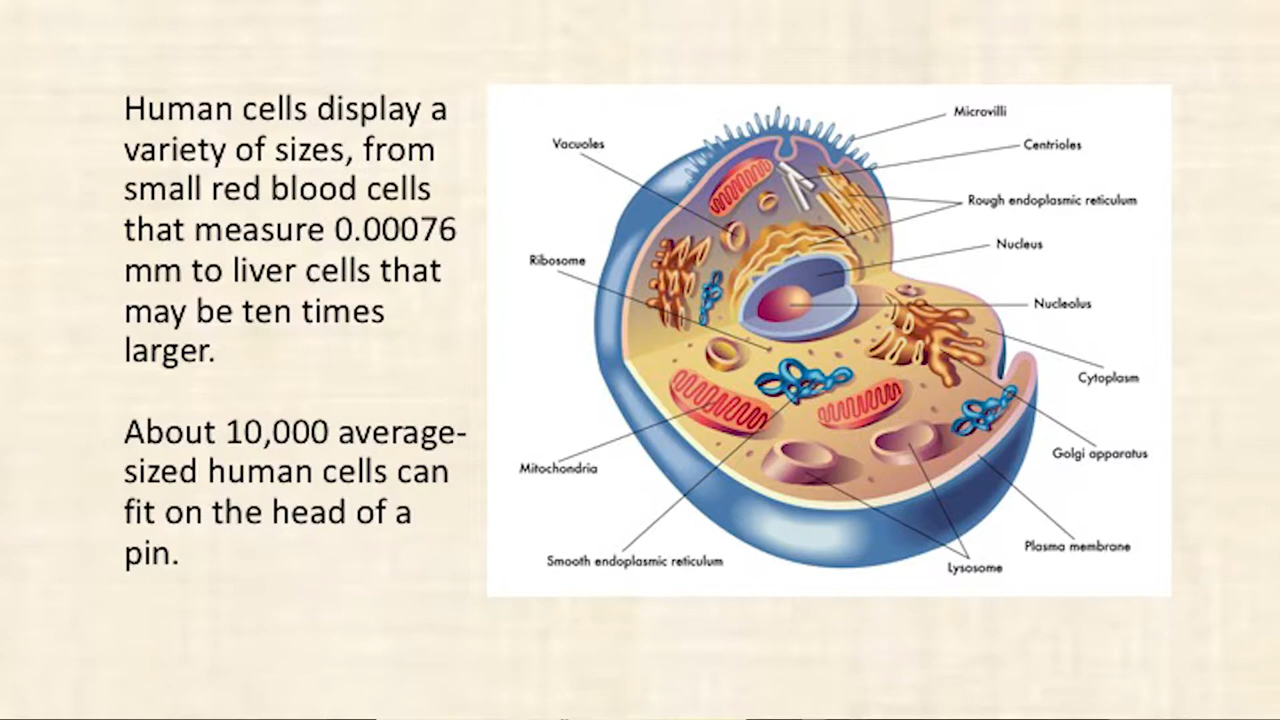 Human cells display a
variety of sizes, from
small red blood cells
that measure 0.00076
mm to liver cells that
may be ten times
larger.
About 10,000 average-
sized human cells can
fit on the head of a
pin.
Microvilli
Vacuoles
Centrioles
Rough endoplasmic reticulum
Nucleus
Ribosome
Nucleolus
Cytoplasm
Golgi apparatus
Mitochondria
Plasma membrane
Smooth endoplasmic reticulum
Lysosome